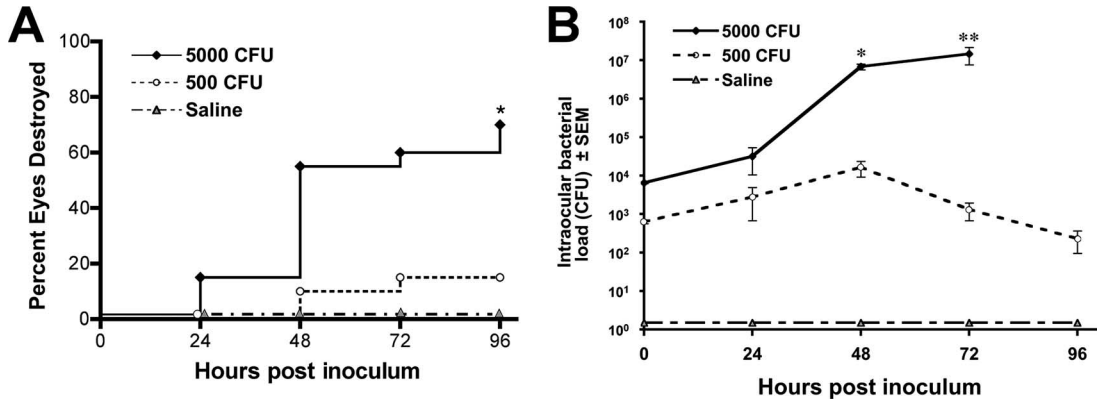 A
Percent Eyes Destroyed
100
80
60
40
20
0
5000 CFU
500 CFU
Saline
*
0 24 48 72 96
Hours post inoculum
B
Intraocular bacterial
load (CFU) ± SEM
10⁸
10⁷
10⁶
10⁵
10⁴
10³
10²
10¹
10⁰
5000 CFU
500 CFU
Saline
*
**
0 24 48 72 96
Hours post inoculum